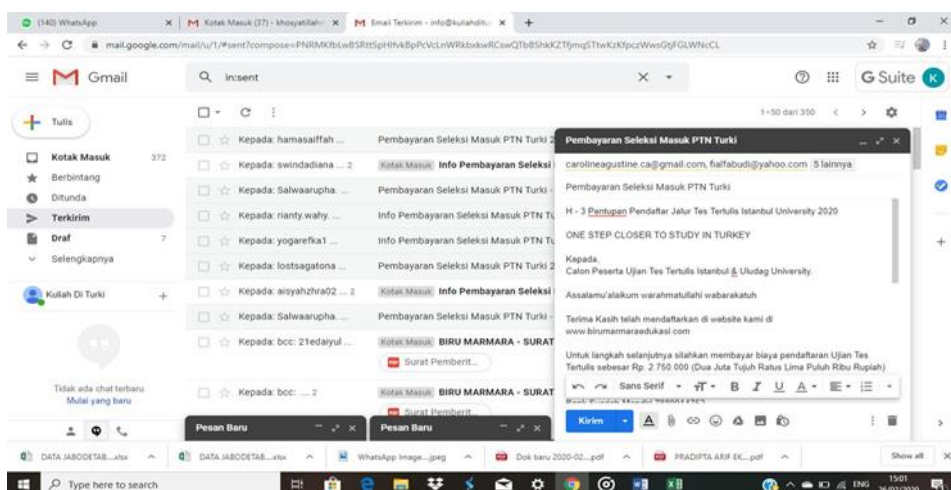 (140) WhatsApp
Kotak Masuk (37) - khosyatillah
Email Terkirim - info@kuliahditu
mail.google.com/mail/u/1/#sent?compose=
Gmail
in:sent
G Suite
K
Tulis
1–50 dari 350
Kotak Masuk 372
Berbintang
Ditunda
Terkirim
Draf 7
Selengkapnya
Kuliah Di Turki
Tidak ada chat terbaru
Mulai yang baru
Kepada: hamasaiffah ... Pembayaran Seleksi Masuk PTN Turki 2
Kepada: swindadiana ... 2 Kotak Masuk Info Pembayaran Seleksi
Kepada: Salwaarupha. ... Pembayaran Seleksi Masuk PTN Turki -
Kepada: rianty.wahy. ... Info Pembayaran Seleksi Masuk PTN Tu
Kepada: yogarefka1 ... Info Pembayaran Seleksi Masuk PTN Tu
Kepada: lostsagatona ... Pembayaran Seleksi Masuk PTN Turki 2
Kepada: aisyahzhra02 ... 2 Kotak Masuk Info Pembayaran Seleksi
Kepada: Salwaarupha. ... Pembayaran Seleksi Masuk PTN Turki -
Kepada: bcc: 21edaiyul ... Kotak Masuk BIRU MARMARA - SURAT
PDF Surat Pemberit...
Kepada: bcc: ... 2 Kotak Masuk BIRU MARMARA - SURAT
Surat Pemberit...
Pesan Baru
Pesan Baru
Pembayaran Seleksi Masuk PTN Turki
carolineagustine.ca@gmail.com, fialfabudi@yahoo.com 5 lainnya
Pembayaran Seleksi Masuk PTN Turki
H - 3 Pentupan Pendaftar Jalur Tes Tertulis Istanbul University 2020
ONE STEP CLOSER TO STUDY IN TURKEY
Kepada,
Calon Peserta Ujian Tes Tertulis Istanbul & Uludag University.
Assalamu'alaikum warahmatullahi wabarakatuh
Terima Kasih telah mendaftarkan di website kami di
www.birumarmaraedukasi.com
Untuk langkah selanjutnya silahkan membayar biaya pendaftaran Ujian Tes
Tertulis sebesar Rp. 2.750.000 (Dua Juta Tujuh Ratus Lima Puluh Ribu Rupiah)
Sans Serif
Kirim
DATA JABODETAB....xlsx
DATA JABODETAB....xlsx
WhatsApp Image....jpeg
Dok baru 2020-02....pdf
PRADIPTA ARIF EK....pdf
Show all
Type here to search
ENG
15:01